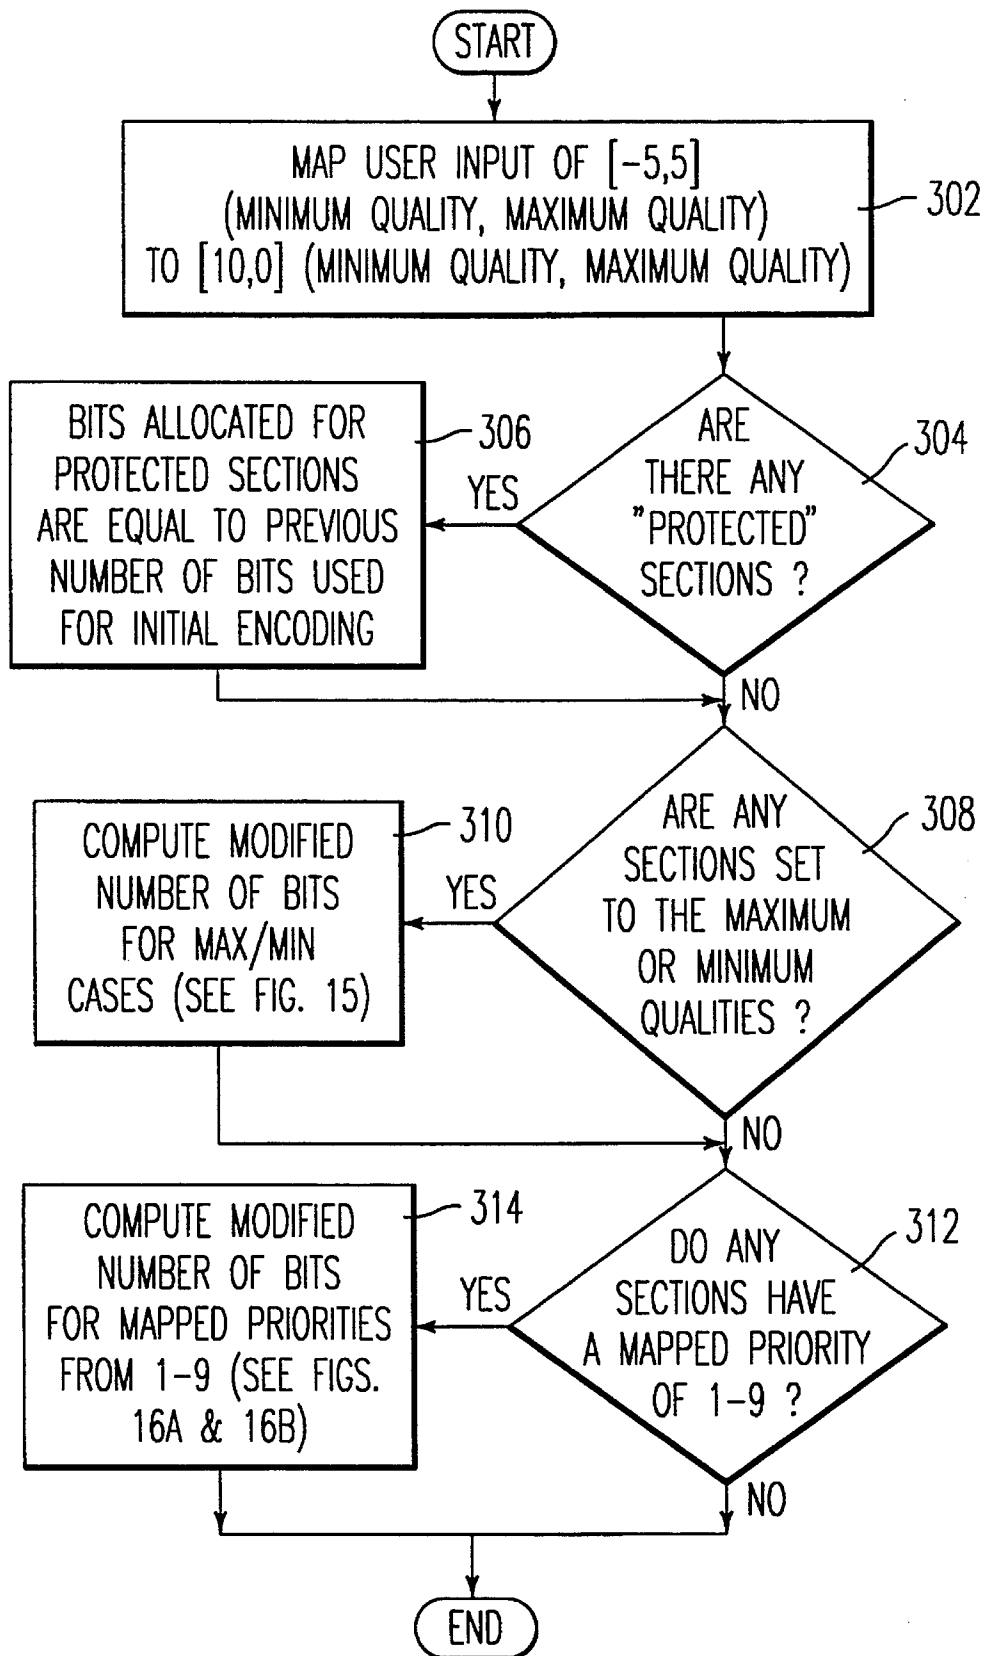 START
MAP USER INPUT OF [-5,5]
(MINIMUM QUALITY, MAXIMUM QUALITY)
TO [10,0] (MINIMUM QUALITY, MAXIMUM QUALITY)
302
ARE
THERE ANY
"PROTECTED"
SECTIONS ?
304
YES
BITS ALLOCATED FOR
PROTECTED SECTIONS
ARE EQUAL TO PREVIOUS
NUMBER OF BITS USED
FOR INITIAL ENCODING
306
NO
ARE ANY
SECTIONS SET
TO THE MAXIMUM
OR MINIMUM
QUALITIES ?
308
YES
COMPUTE MODIFIED
NUMBER OF BITS
FOR MAX/MIN
CASES (SEE FIG. 15)
310
NO
DO ANY
SECTIONS HAVE
A MAPPED PRIORITY
OF 1-9 ?
312
YES
COMPUTE MODIFIED
NUMBER OF BITS
FOR MAPPED PRIORITIES
FROM 1-9 (SEE FIGS.
16A & 16B)
314
NO
END